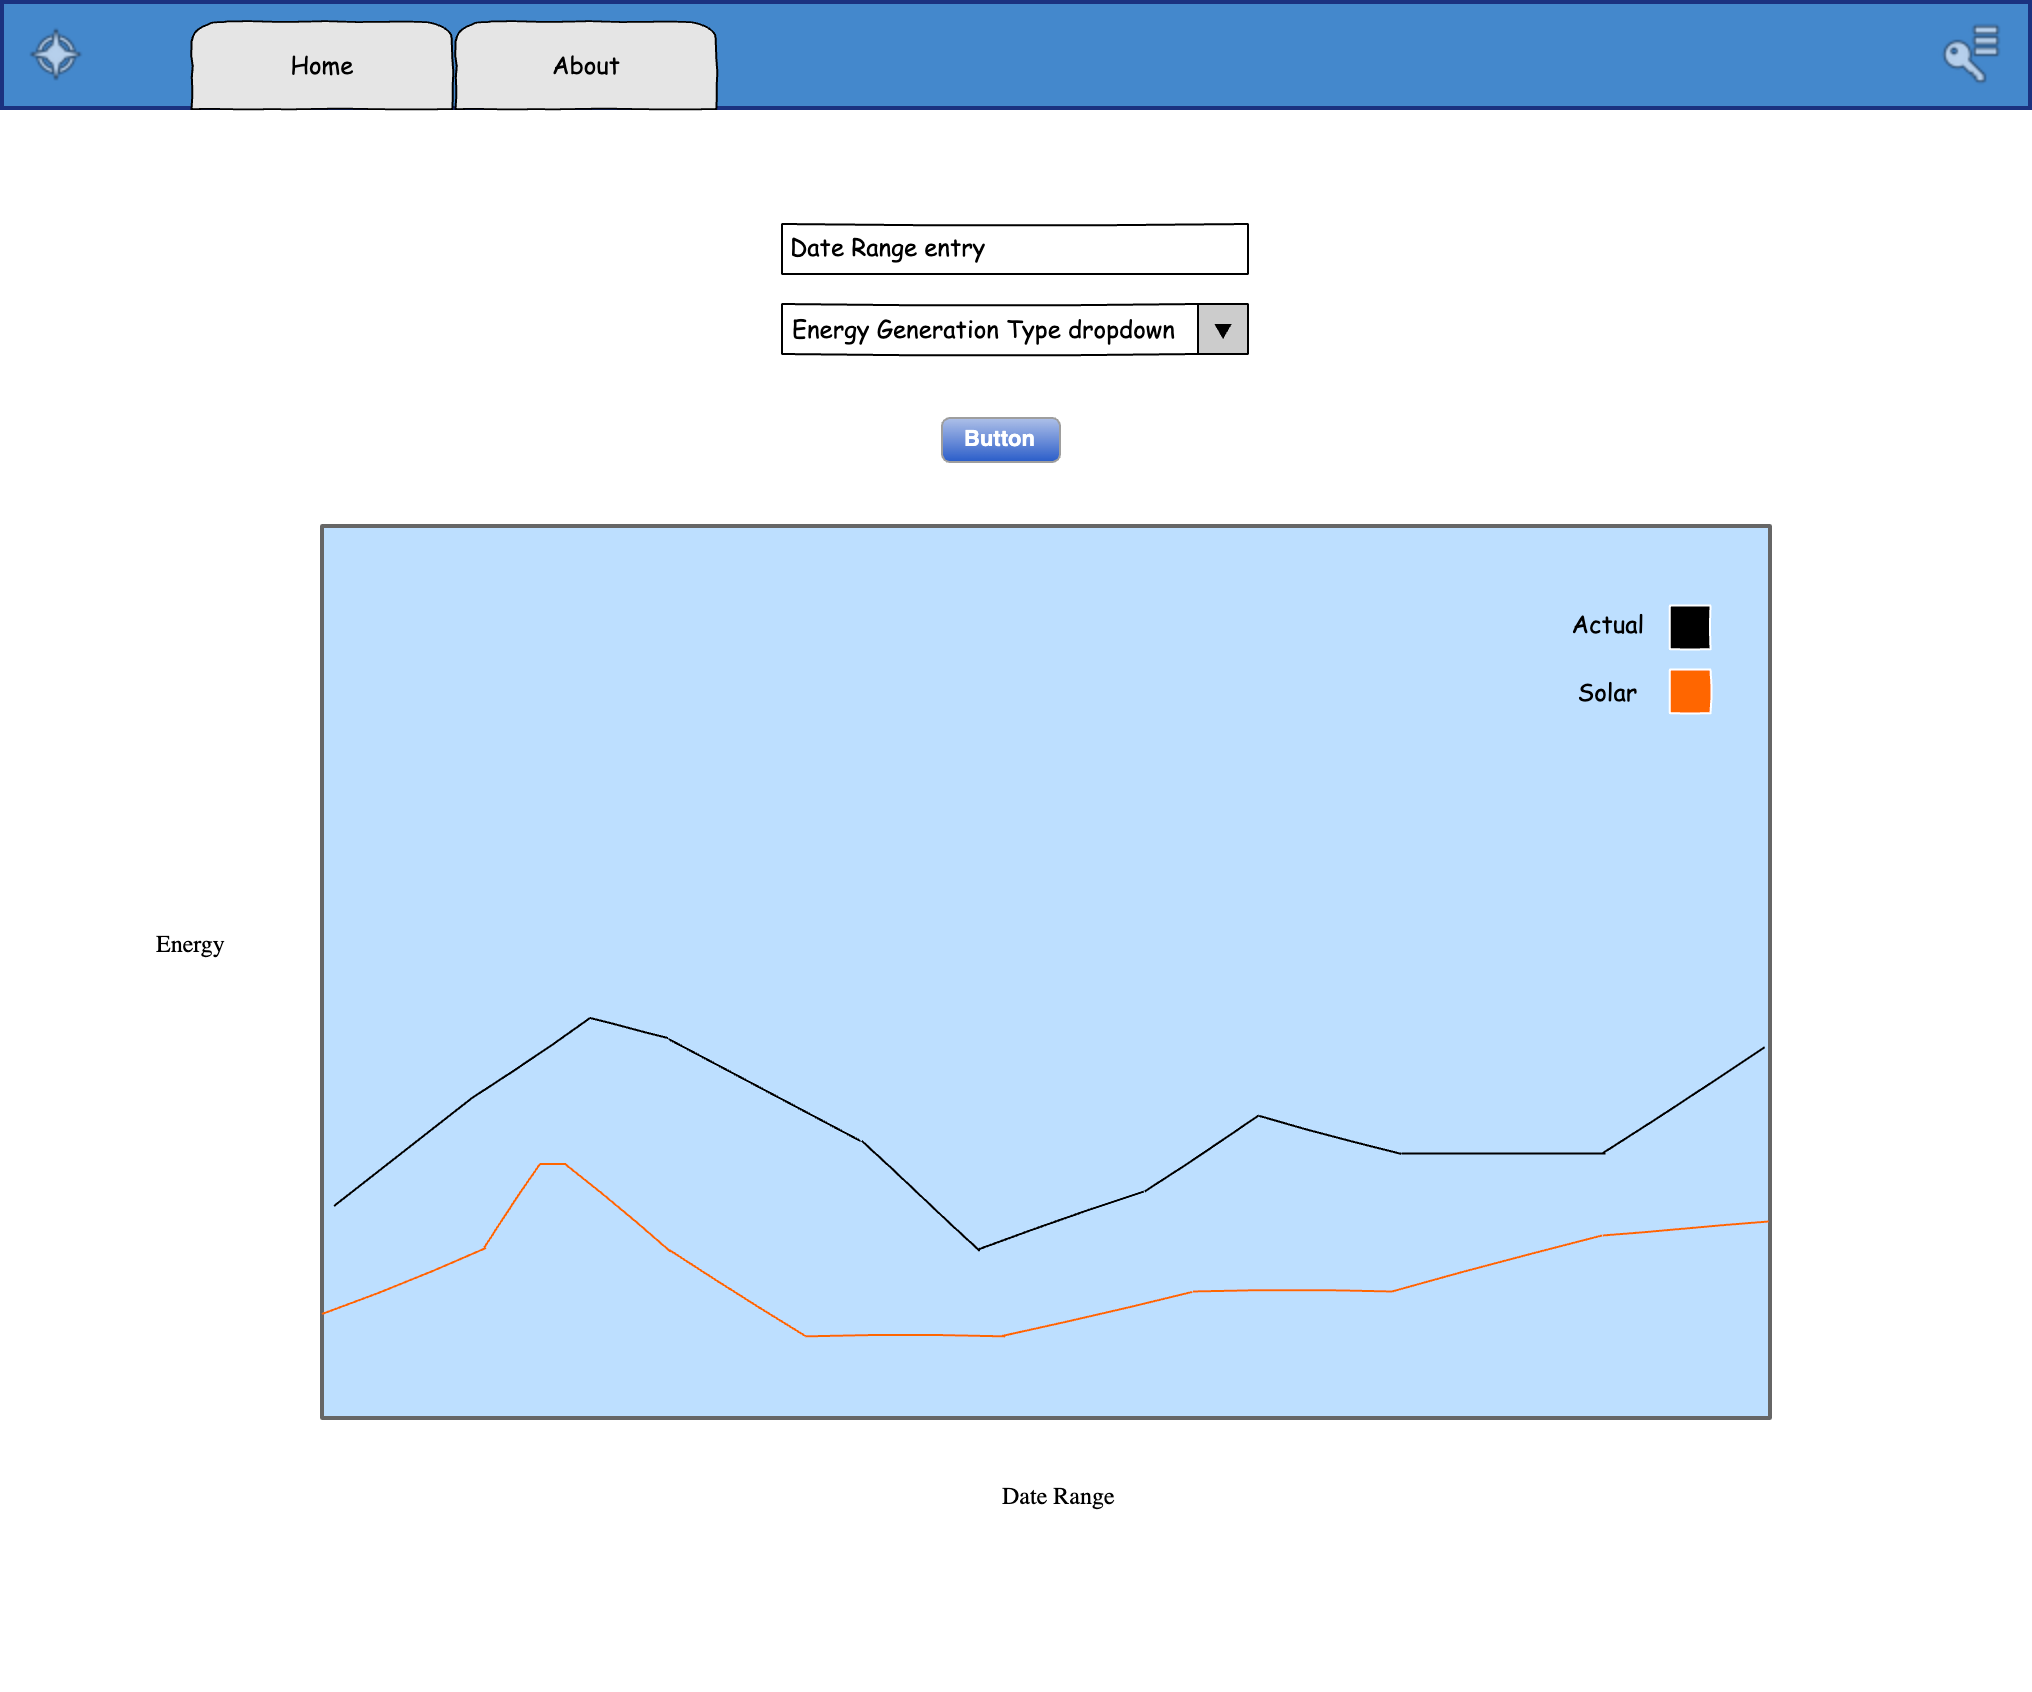 Home
About
Date Range entry
Energy Generation Type dropdown
Button
Actual
Solar
Energy
Date Range